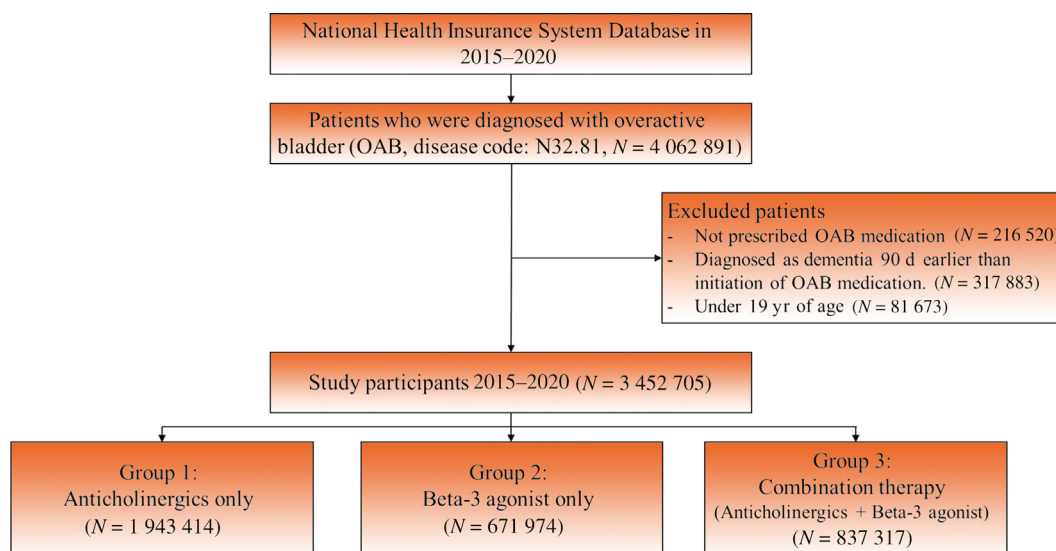 National Health Insurance System Database in
2015–2020
Patients who were diagnosed with overactive
bladder (OAB, disease code: N32.81, N = 4 062 891)
Excluded patients
- Not prescribed OAB medication (N = 216 520)
- Diagnosed as dementia 90 d earlier than
initiation of OAB medication. (N = 317 883)
- Under 19 yr of age (N = 81 673)
Study participants 2015–2020 (N = 3 452 705)
Group 1:
Anticholinergics only
(N = 1 943 414)
Group 2:
Beta-3 agonist only
(N = 671 974)
Group 3:
Combination therapy
(Anticholinergics + Beta-3 agonist)
(N = 837 317)